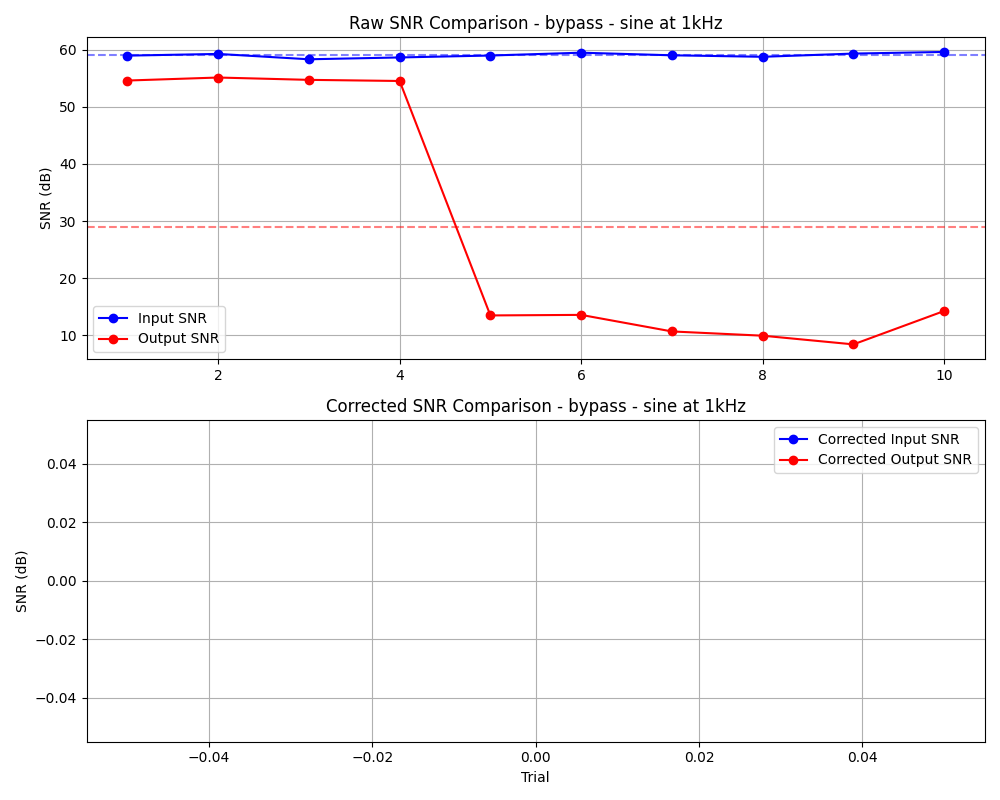 Raw SNR Comparison - bypass - sine at 1kHz
60
50
40
30
20
10
SNR (dB)
Input SNR
Output SNR
2
4
6
8
10
Corrected SNR Comparison - bypass - sine at 1kHz
Corrected Input SNR
Corrected Output SNR
0.04
0.02
0.00
−0.02
−0.04
SNR (dB)
−0.04
−0.02
0.00
0.02
0.04
Trial